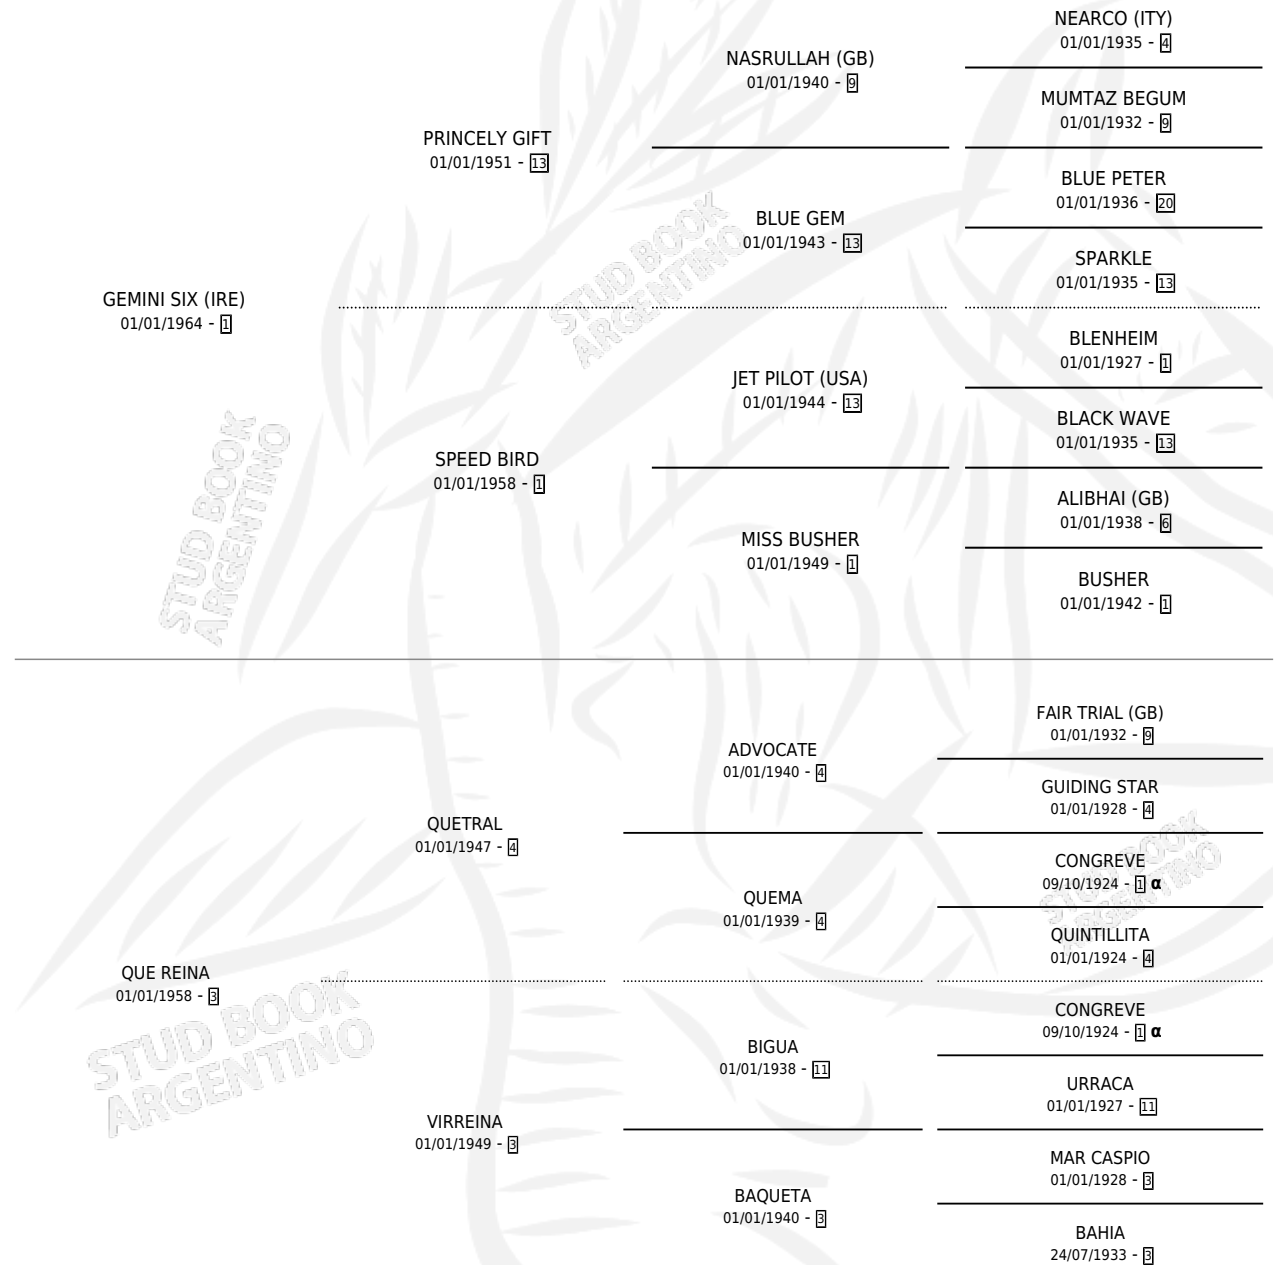 NEARCO (ITY)
01/01/1935 - 4
NASRULLAH (GB)
01/01/1940 - 9
MUMTAZ BEGUM
01/01/1932 - 9
PRINCELY GIFT
01/01/1951 - 13
BLUE PETER
01/01/1936 - 20
BLUE GEM
01/01/1943 - 13
SPARKLE
01/01/1935 - 13
STUD BOOK
ARGENTINO
GEMINI SIX (IRE)
01/01/1964 - 1
BLENHEIM
01/01/1927 - 1
JET PILOT (USA)
01/01/1944 - 13
BLACK WAVE
01/01/1935 - 13
SPEED BIRD
01/01/1958 - 1
ALIBHAI (GB)
01/01/1938 - 6
MISS BUSHER
01/01/1949 - 1
BUSHER
01/01/1942 - 1
STUD BOOK
ARGENTINO
FAIR TRIAL (GB)
01/01/1932 - 9
ADVOCATE
01/01/1940 - 4
GUIDING STAR
01/01/1928 - 4
QUETRAL
01/01/1947 - 4
CONGREVE
09/10/1924 - 1 α
QUEMA
01/01/1939 - 4
QUINTILLITA
01/01/1924 - 4
STUD BOOK
ARGENTINO
QUE REINA
01/01/1958 - 3
CONGREVE
09/10/1924 - 1 α
BIGUA
01/01/1938 - 11
URRACA
01/01/1927 - 11
STUD BOOK
ARGENTINO
VIRREINA
01/01/1949 - 3
MAR CASPIO
01/01/1928 - 3
BAQUETA
01/01/1940 - 3
BAHIA
24/07/1933 - 3